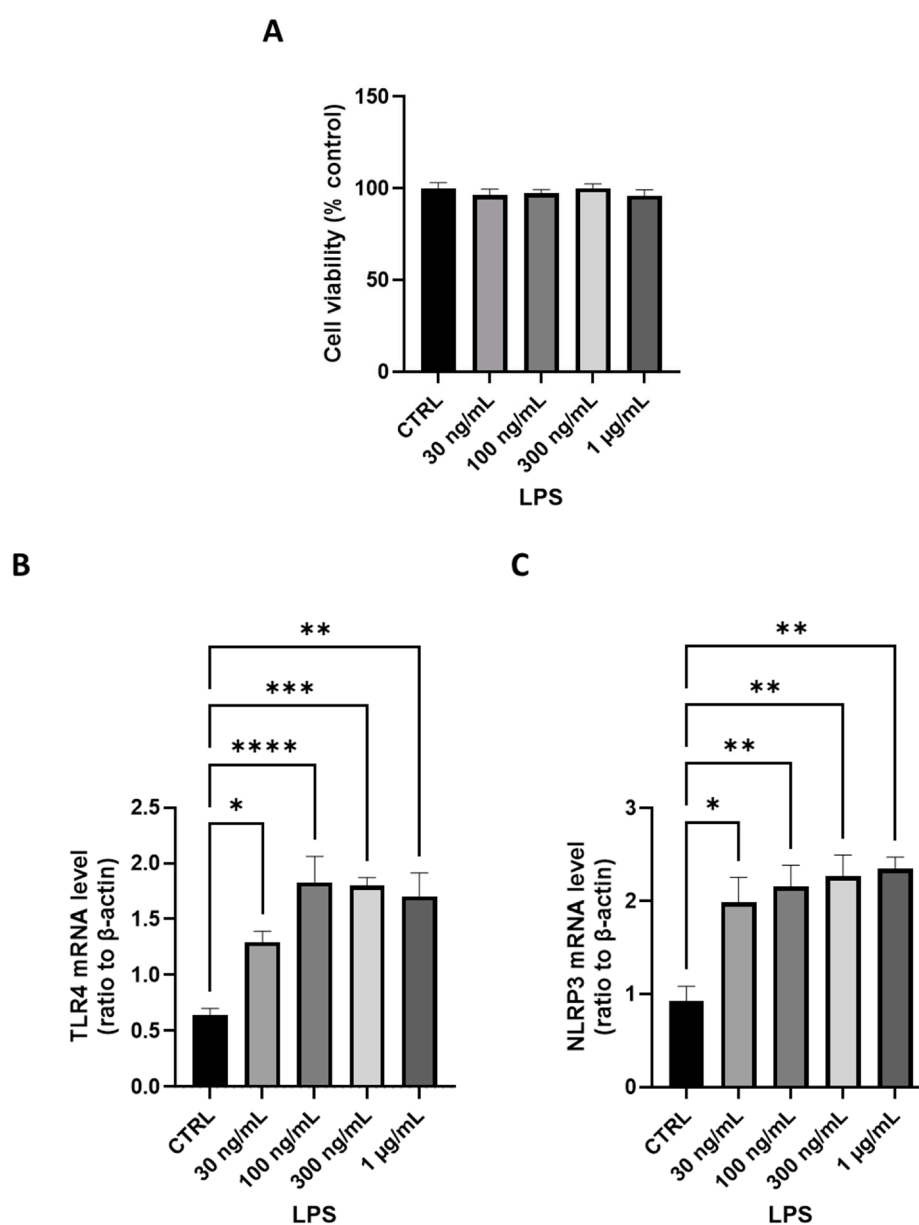 A
Cell viability (% control)
150
100
50
0
CTRL
30 ng/mL
100 ng/mL
300 ng/mL
1 µg/mL
LPS
B
TLR4 mRNA level
(ratio to β-actin)
**
***
****
*
2.5
2.0
1.5
1.0
0.5
0.0
CTRL
30 ng/mL
100 ng/mL
300 ng/mL
1 µg/mL
LPS
C
NLRP3 mRNA level
(ratio to β-actin)
**
**
**
*
3
2
1
0
CTRL
30 ng/mL
100 ng/mL
300 ng/mL
1 µg/mL
LPS